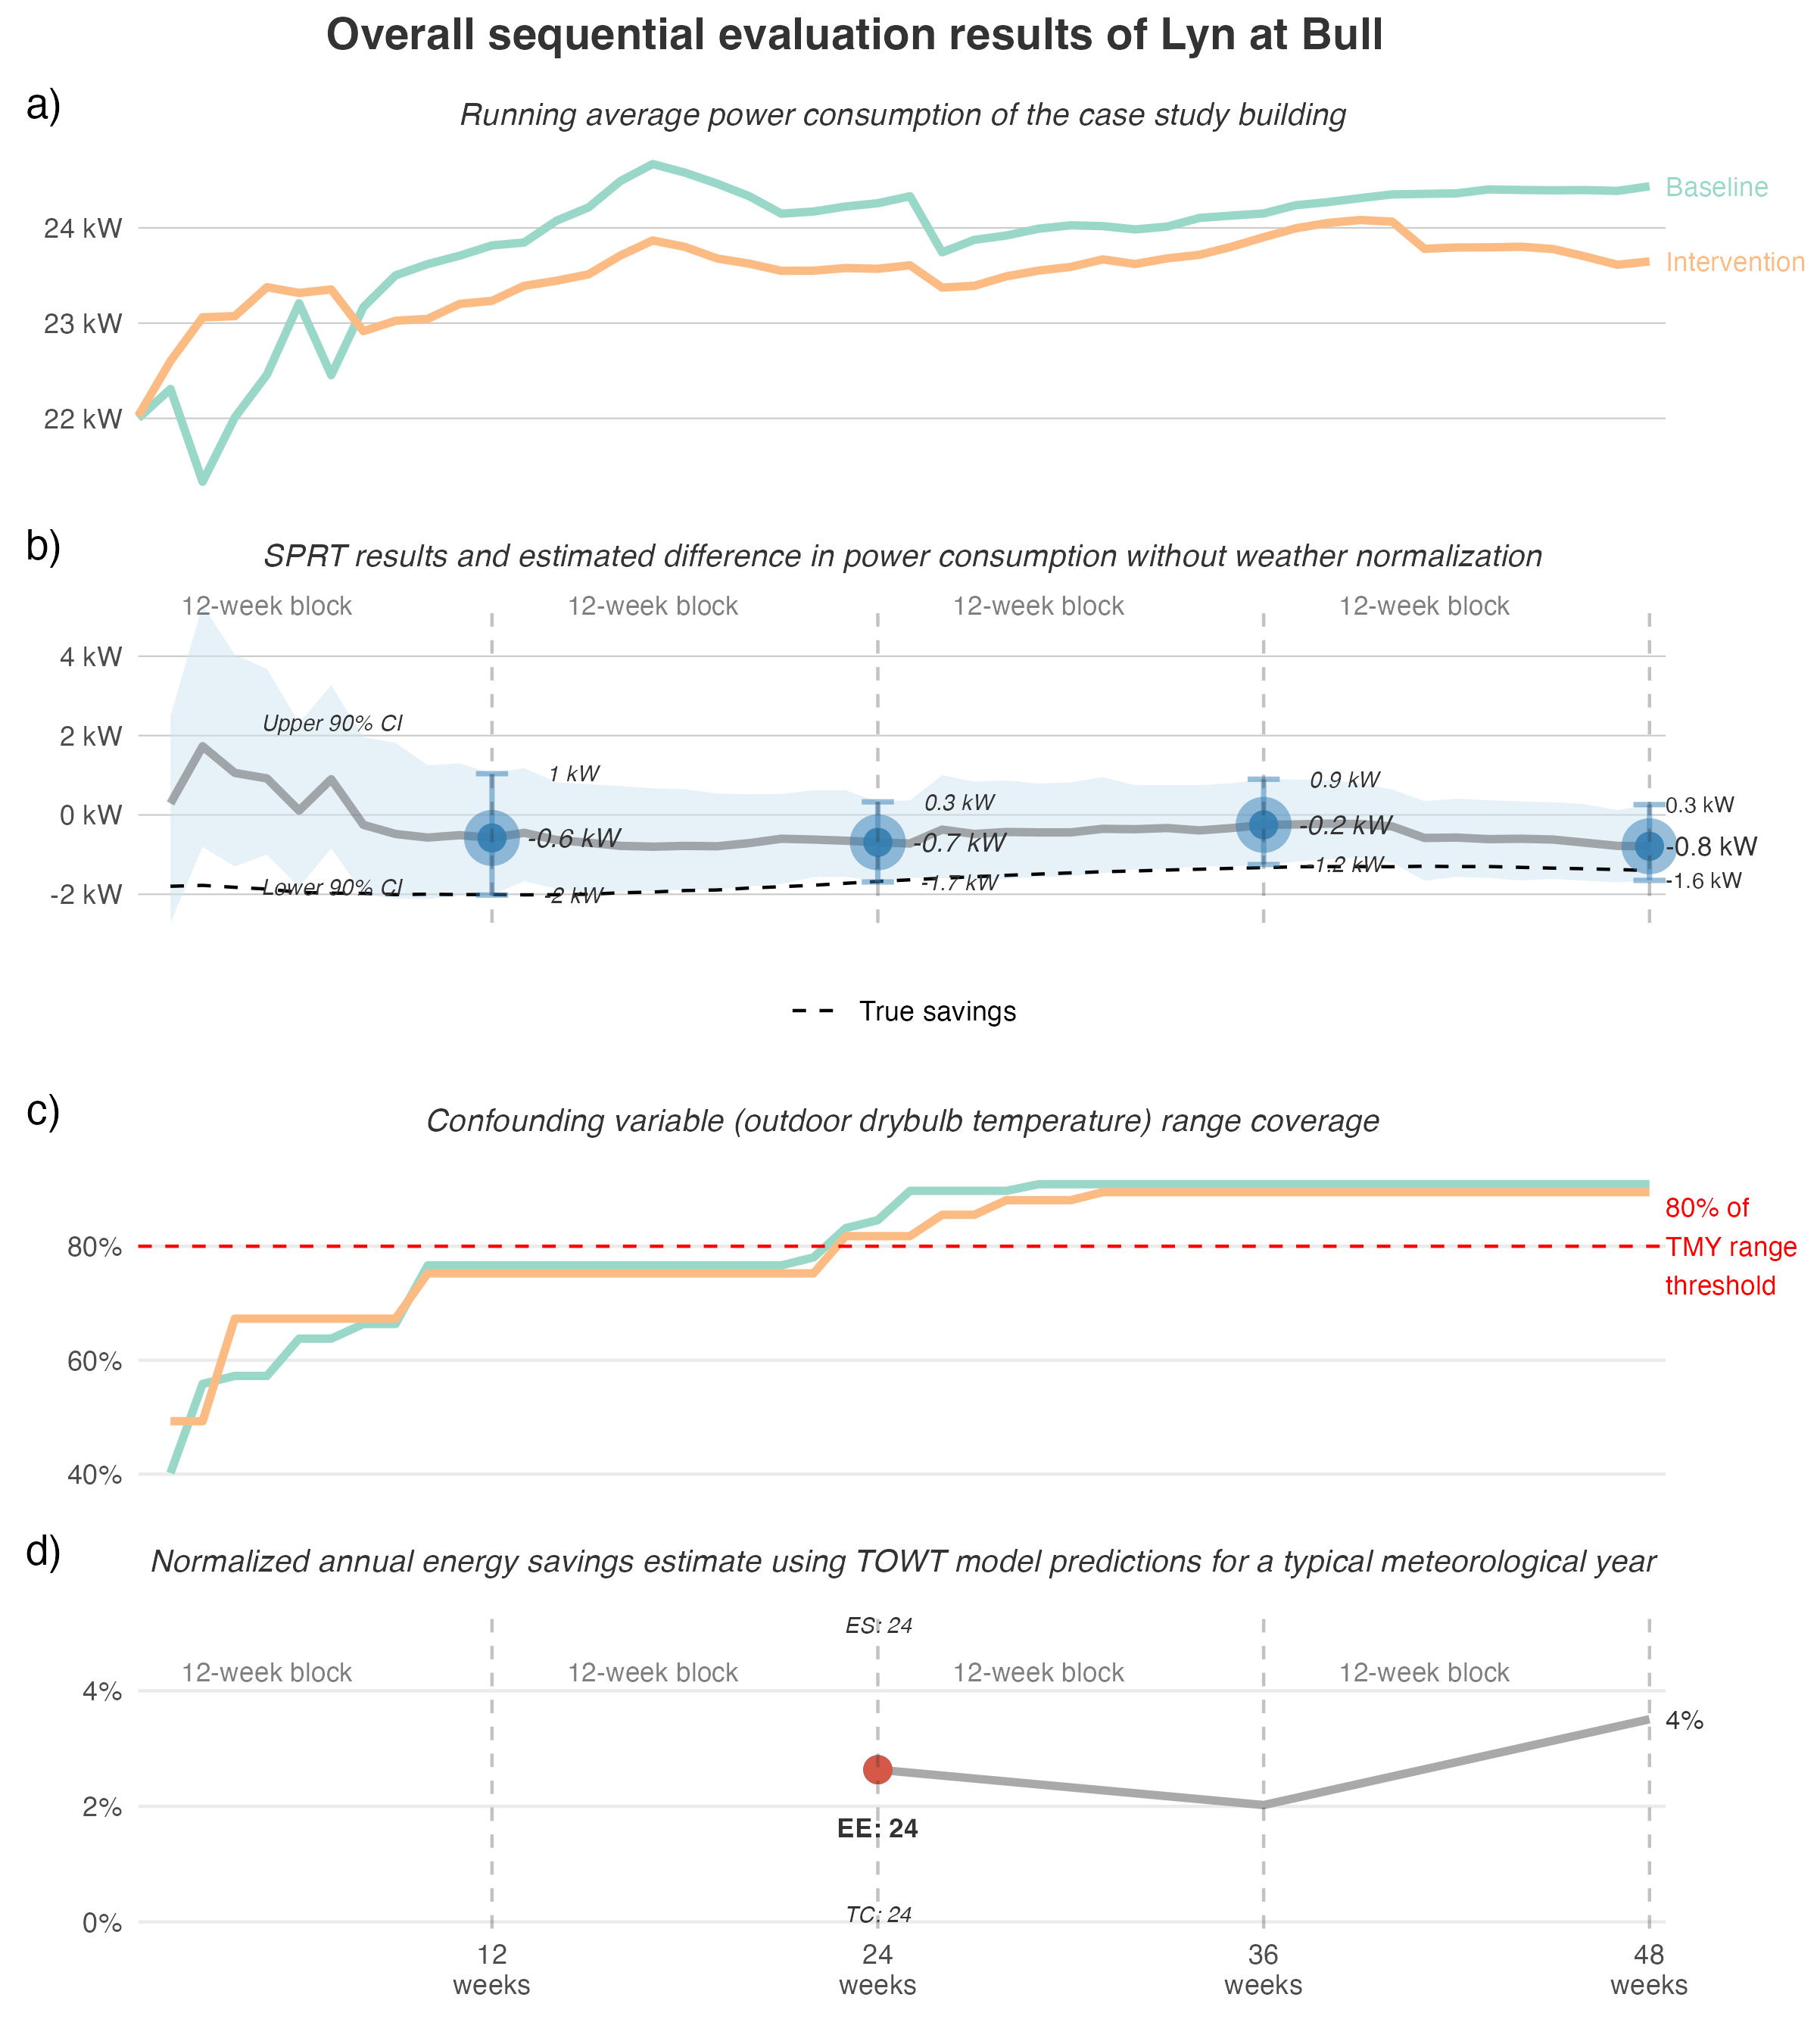 Overall sequential evaluation results of Lyn at Bull
a)
Running average power consumption of the case study building
Baseline
24 kW
Intervention
23 kW
22 kW
b)
SPRT results and estimated difference in power consumption without weather normalization
12-week block 12-week block 12-week block 12-week block
4 kW
Upper 90% CI
2 kW
1 kW
0.3 kW
0.9 kW
0.3 kW
0 kW
-0.6 kW
-0.7 kW
-0.2 kW
-0.8 kW
Lower 90% CI
-2 kW
-2 kW
-1.7 kW
-1.2 kW
-1.6 kW
True savings
c)
Confounding variable (outdoor drybulb temperature) range coverage
80% of
TMY range
threshold
80%
60%
40%
d)
Normalized annual energy savings estimate using TOWT model predictions for a typical meteorological year
ES: 24
12-week block 12-week block 12-week block 12-week block
4%
4%
2%
EE: 24
0%
TC: 24
12 24 36 48
weeks weeks weeks weeks